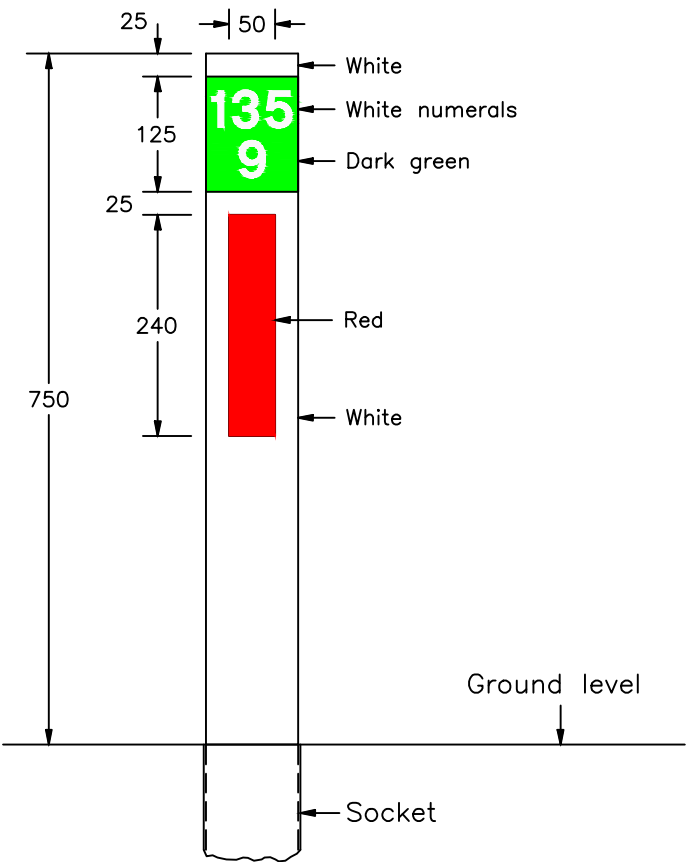 25
50
White
135
White numerals
125
9
Dark green
25
Red
240
750
White
Ground level
Socket